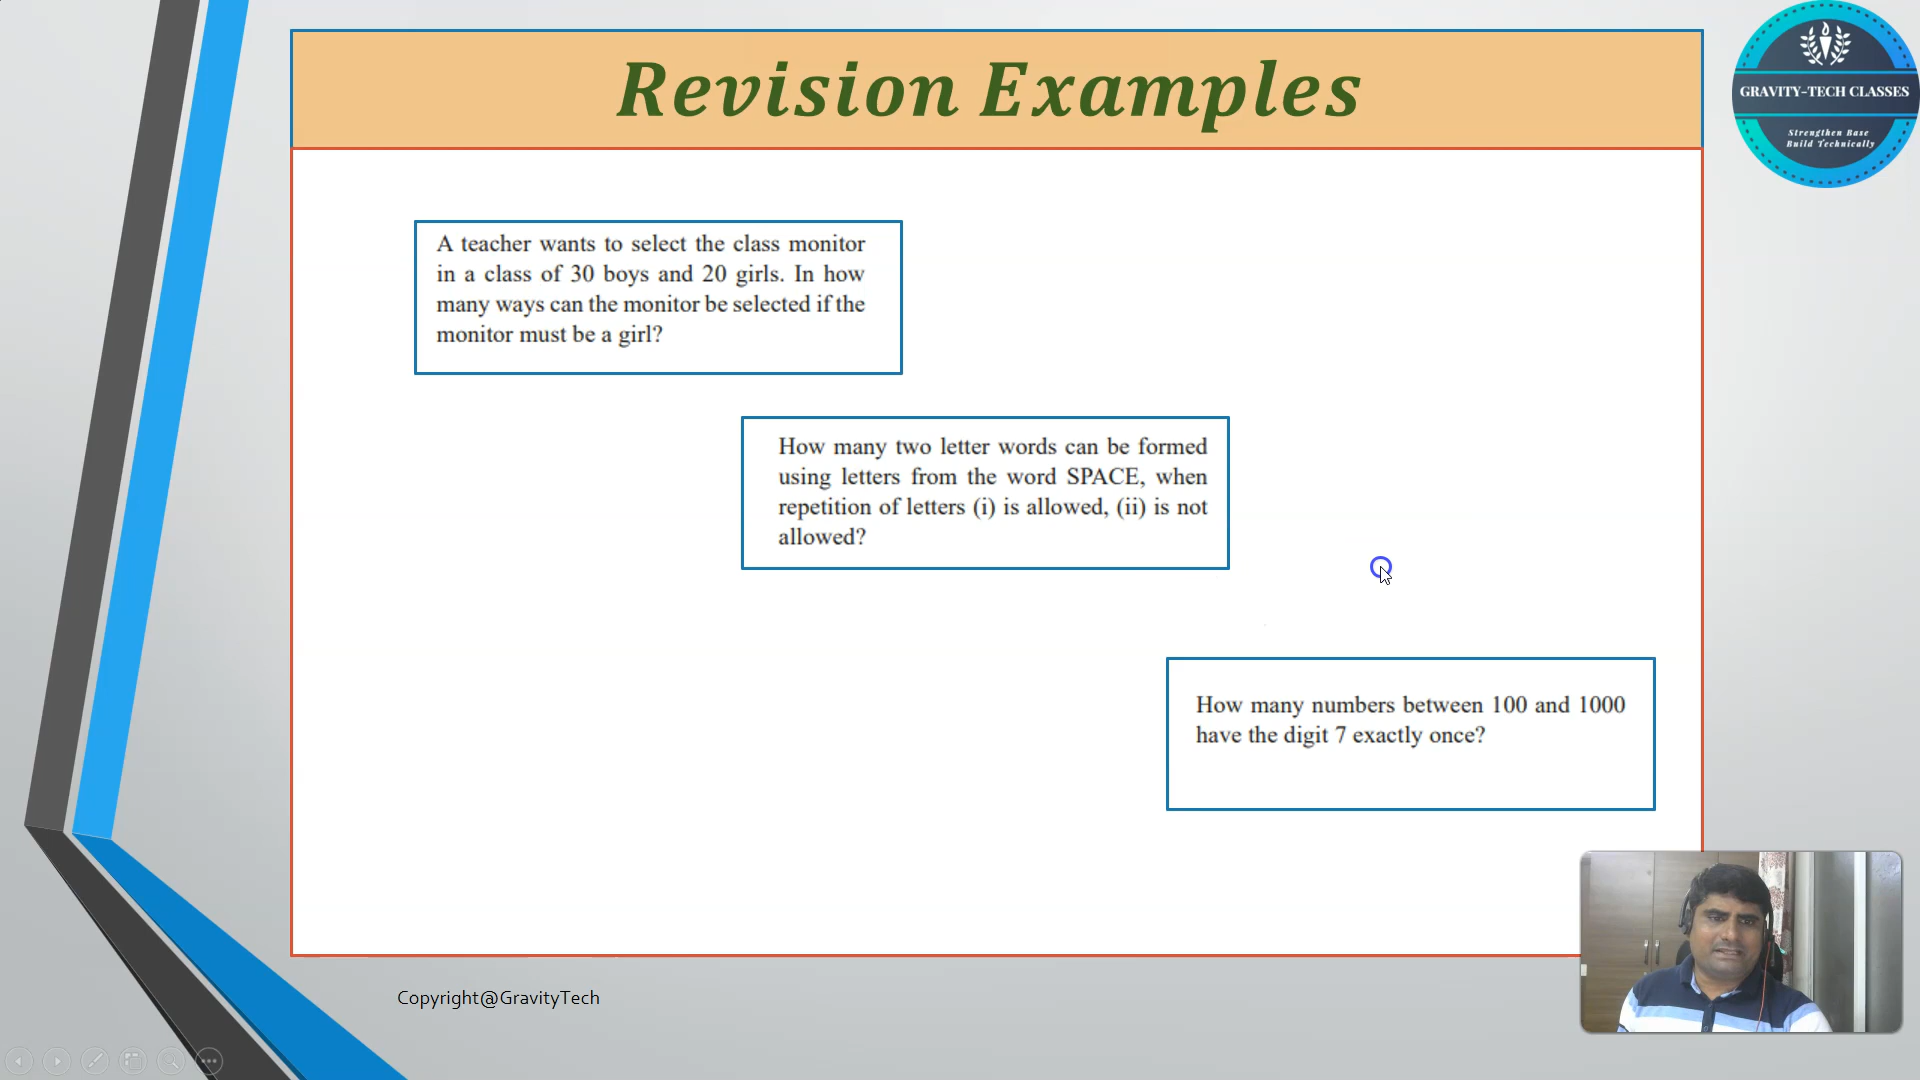 Revision Examples
GRAVITY-TECH CLASSES
Strengthen Base
Build Technically
A teacher wants to select the class monitor
in a class of 30 boys and 20 girls. In how
many ways can the monitor be selected if the
monitor must be a girl?
How many two letter words can be formed
using letters from the word SPACE, when
repetition of letters (i) is allowed, (ii) is not
allowed?
How many numbers between 100 and 1000
have the digit 7 exactly once?
Copyright@GravityTech